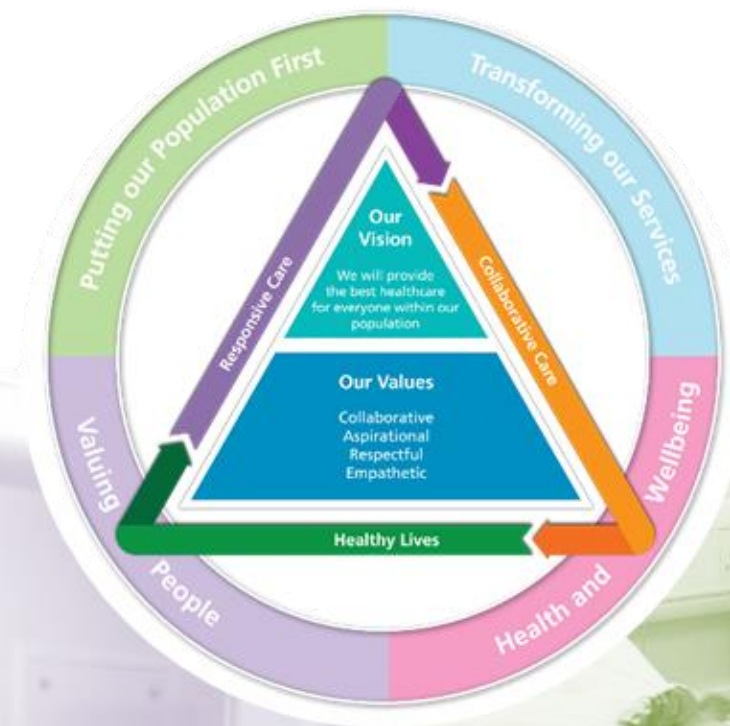 Putting our Population First
Transforming our Services
Responsive Care
Collaborative Care
Our
Vision
We will provide
the best healthcare
for everyone within our
population
Our Values
Collaborative
Aspirational
Respectful
Empathetic
Healthy Lives
Valuing
People
Health and
Wellbeing